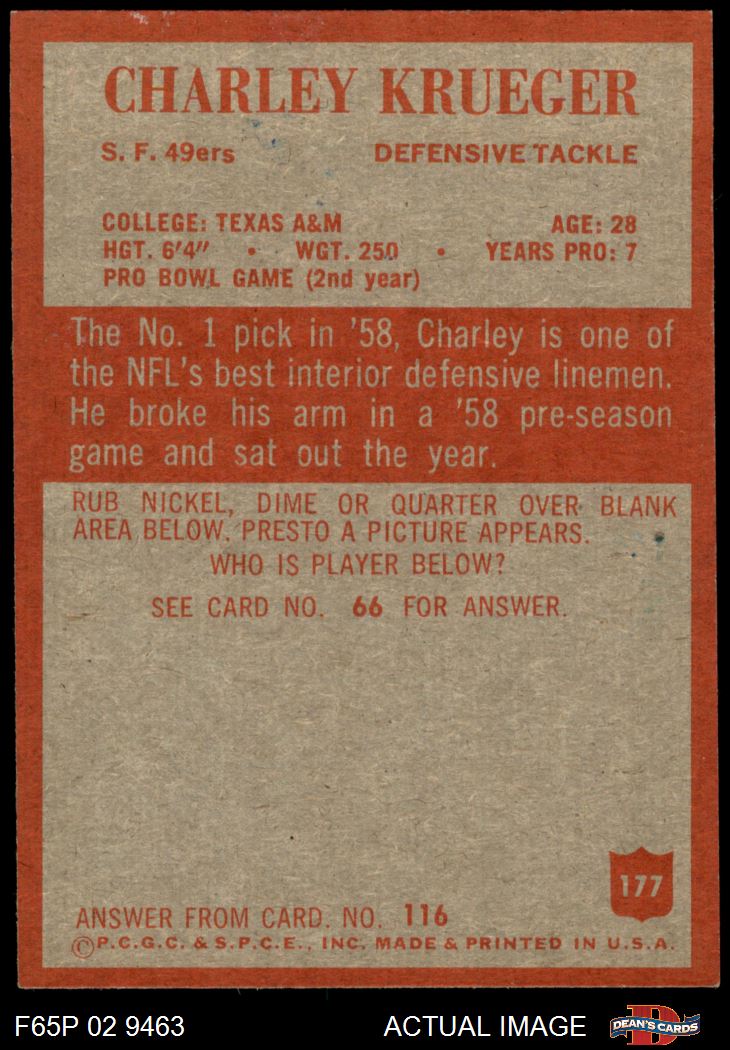 CHARLEY KRUEGER
S. F. 49ers DEFENSIVE TACKLE
COLLEGE: TEXAS A&M AGE: 28
HGT. 6'4" • WGT. 250 • YEARS PRO: 7
PRO BOWL GAME (2nd year)
The No. 1 pick in '58, Charley is one of
the NFL's best interior defensive linemen.
He broke his arm in a '58 pre-season
game and sat out the year.
RUB NICKEL, DIME OR QUARTER OVER BLANK
AREA BELOW. PRESTO A PICTURE APPEARS.
WHO IS PLAYER BELOW?
SEE CARD NO. 66 FOR ANSWER.
177
ANSWER FROM CARD. NO. 116
©P.C.G.C. & S.P.C.E., INC. MADE & PRINTED IN U.S.A.
F65P 02 9463 ACTUAL IMAGE
D
DEAN'S CARDS